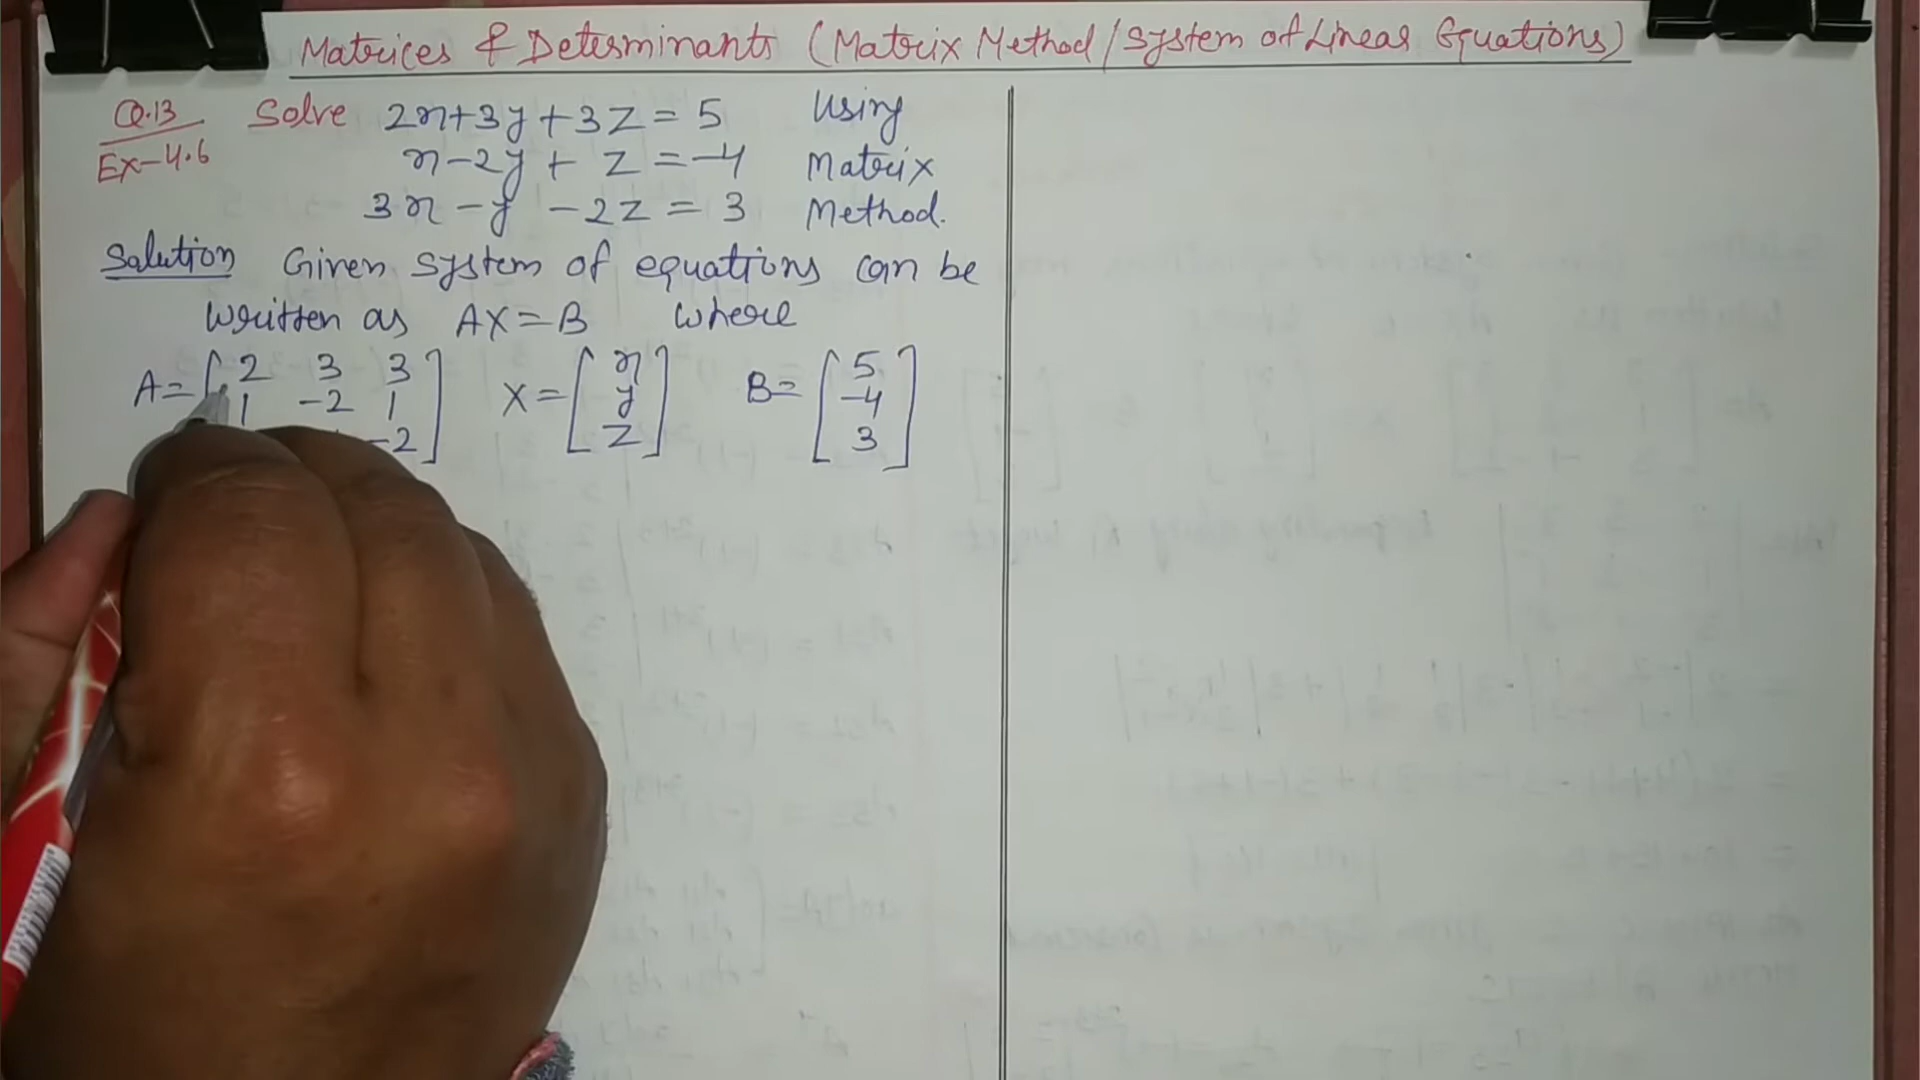 Matrices & Determinants (Matrix Method/System of Linear Equations)
Q.13 Solve 2x+3y+3z=5 Using
Ex-4.6 x-2y+z=-4 Matrix
3x-y-2z=3 Method.
Solution Given system of equations can be
written as AX=B where
A=[2 3 3 X=[x B=[5
1 -2 1 y -4
-2] z] 3]